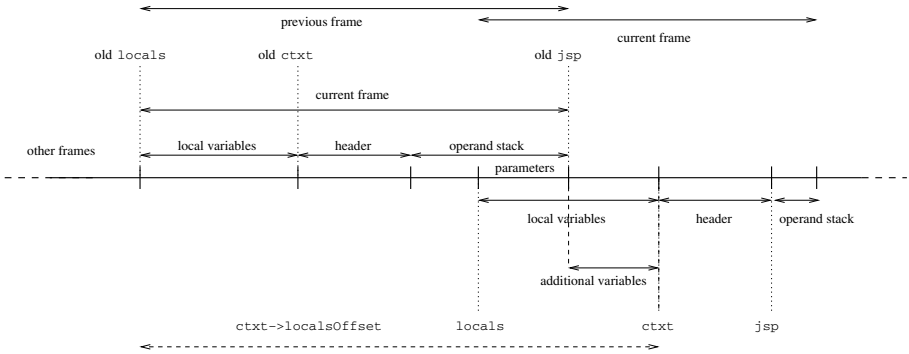 previous frame
current frame
old locals old ctxt old jsp
current frame
other frames local variables header operand stack
parameters
local variables header operand stack
additional variables
ctxt->localsOffset locals ctxt jsp